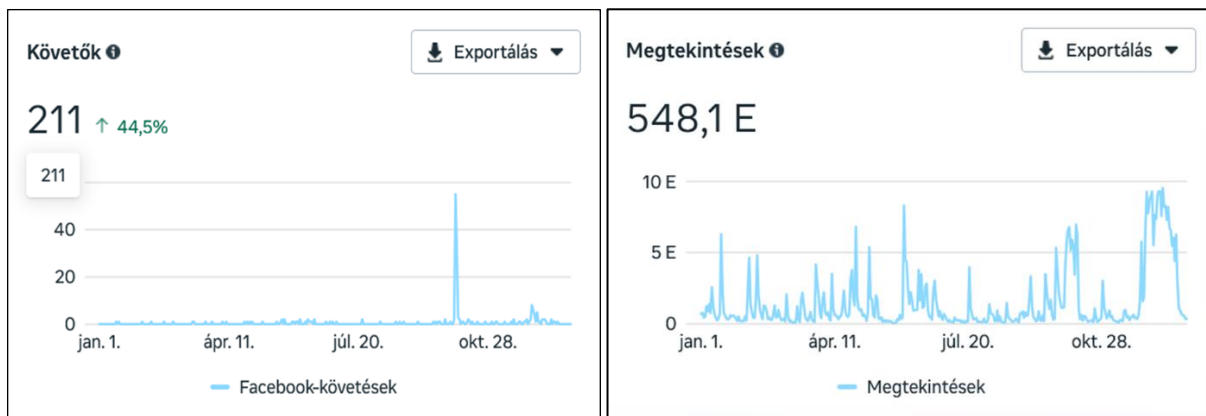 Követők
Exportálás
211 ↑ 44,5%
211
40
20
0
jan. 1. ápr. 11. júl. 20. okt. 28.
Facebook-követések
Megtekintések
Exportálás
548,1 E
10 E
5 E
0
jan. 1. ápr. 11. júl. 20. okt. 28.
Megtekintések